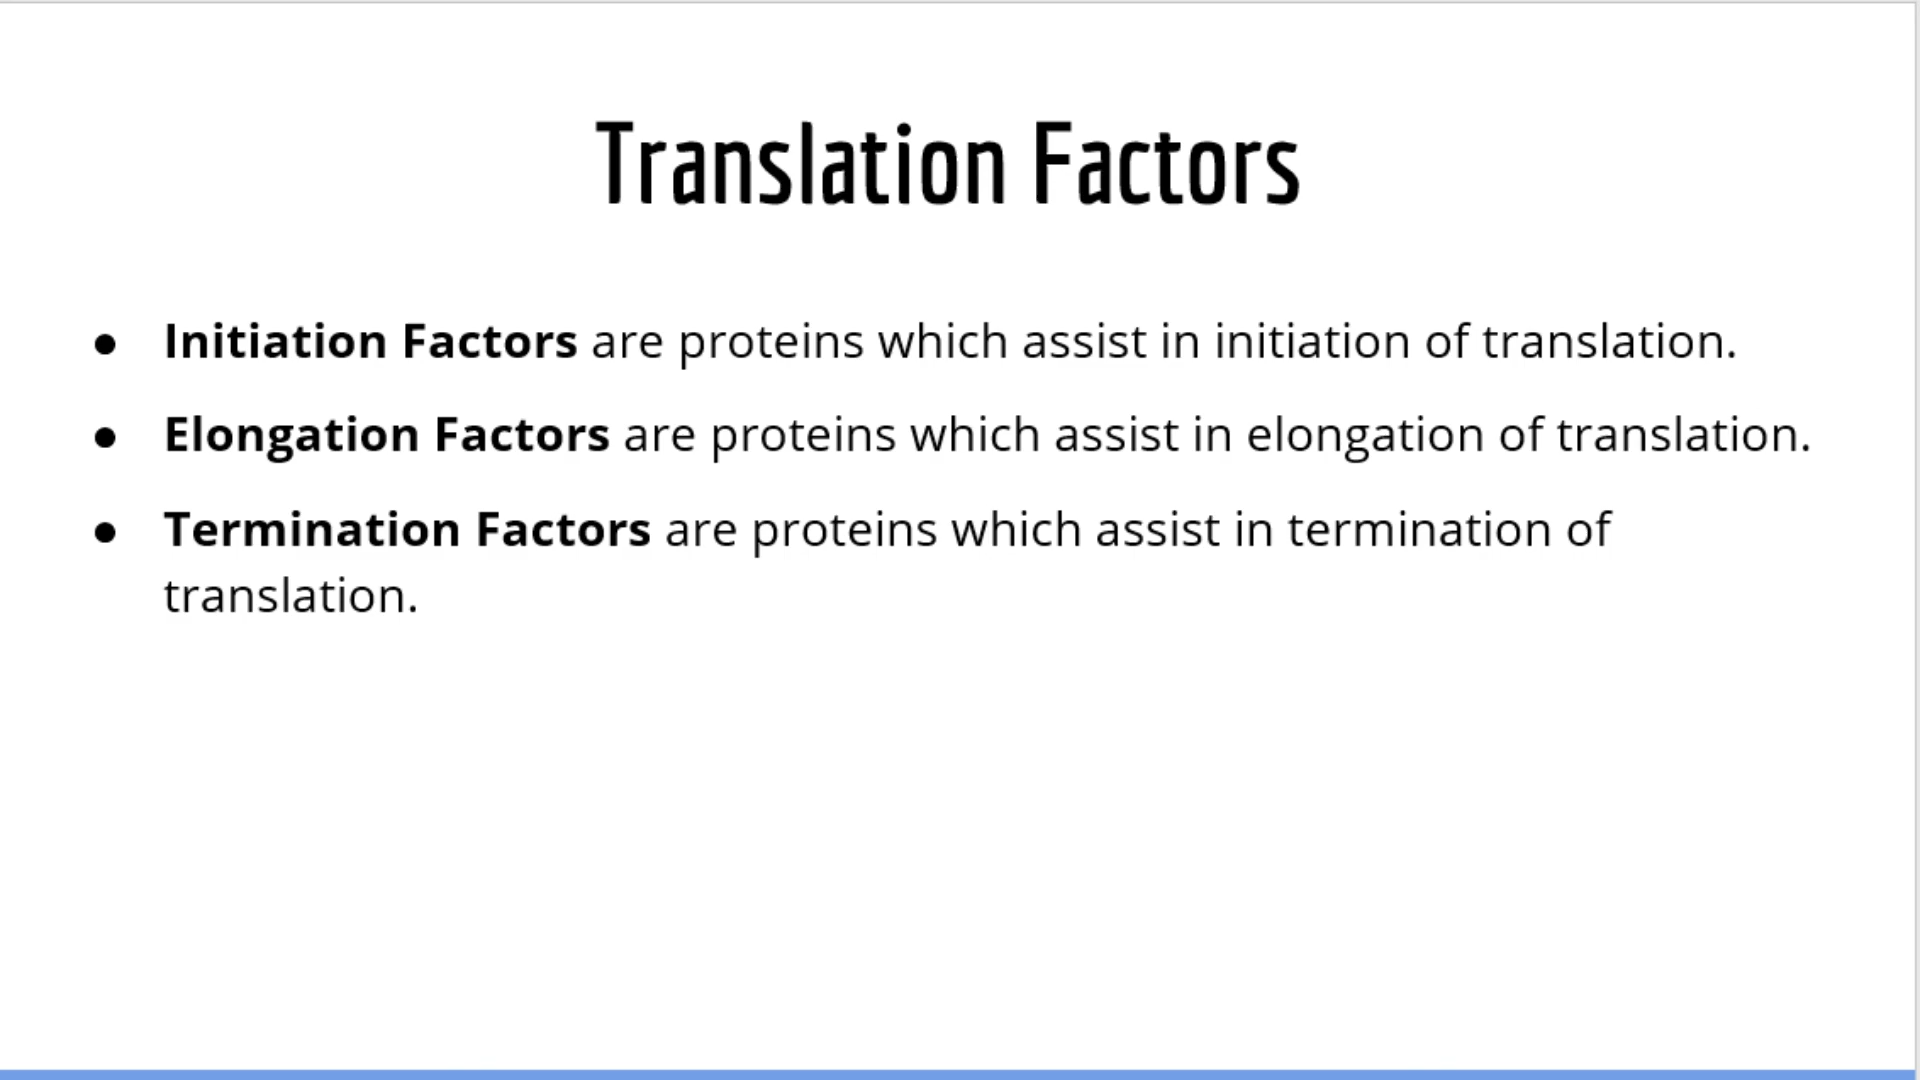 Translation Factors
● Initiation Factors are proteins which assist in initiation of translation.
● Elongation Factors are proteins which assist in elongation of translation.
● Termination Factors are proteins which assist in termination of
translation.